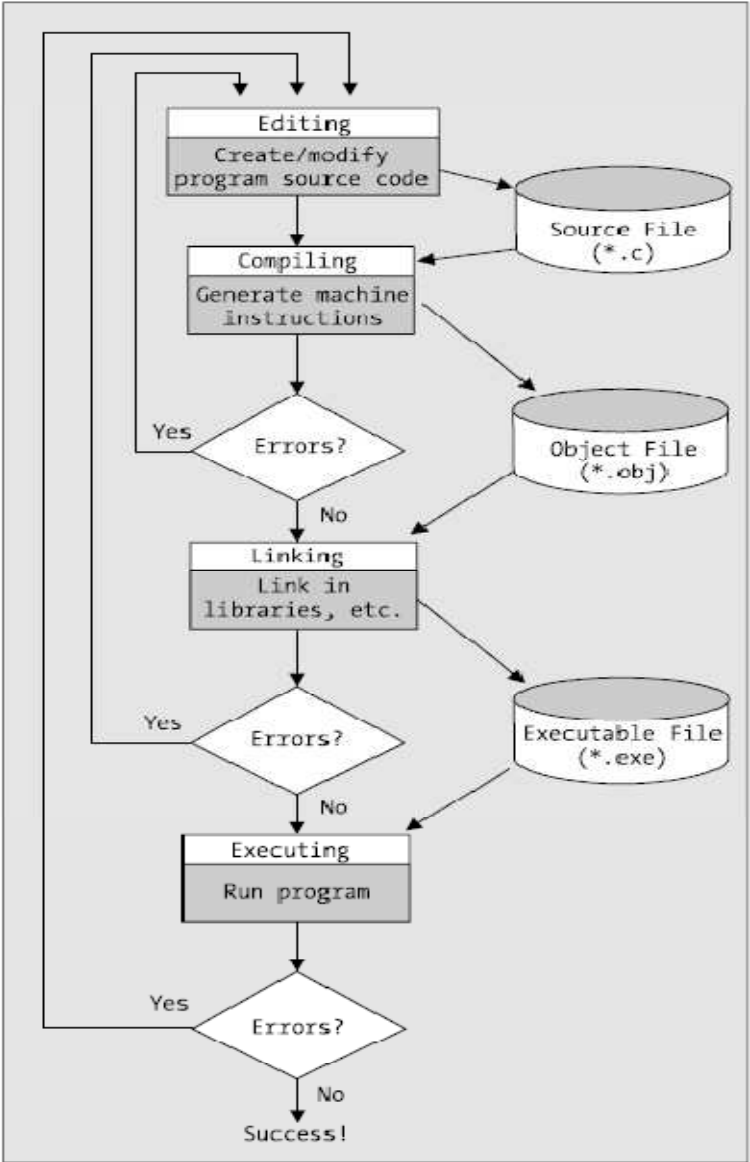 Editing
Create/modify
program source code
Source File
(*.c)
Compiling
Generate machine
instructions
Yes
Errors?
No
Object File
(*.obj)
Linking
Link in
libraries, etc.
Yes
Errors?
No
Executable File
(*.exe)
Executing
Run program
Yes
Errors?
No
Success!